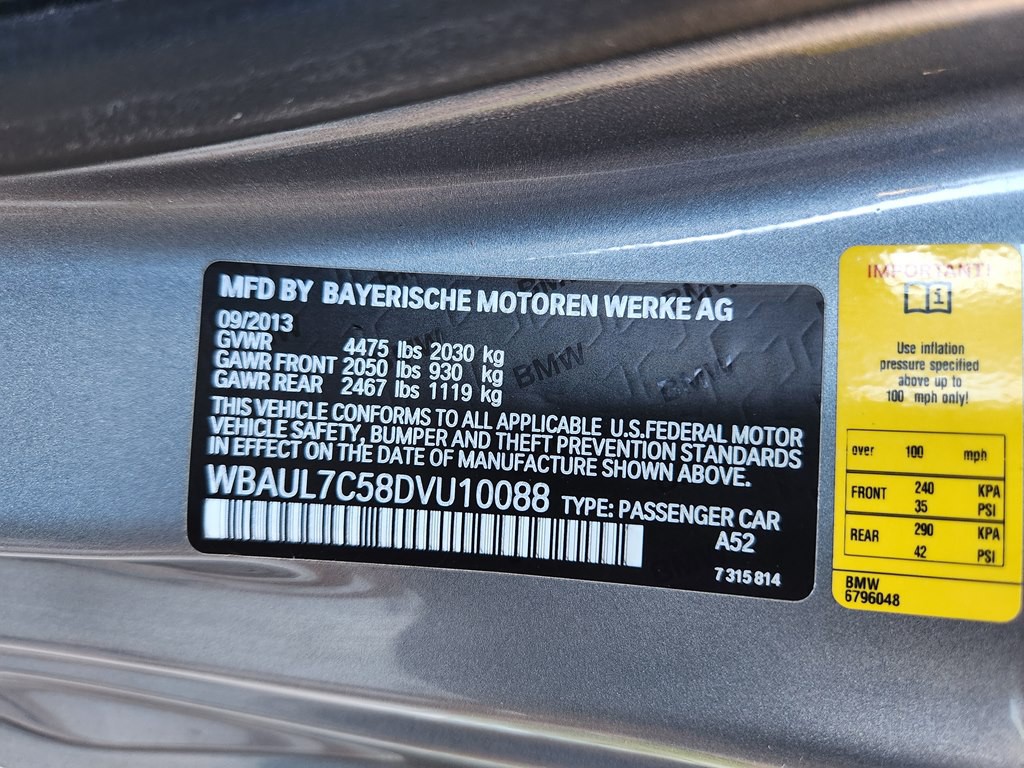 MFD BY BAYERISCHE MOTOREN WERKE AG
09/2013
GVWR 4475 lbs 2030 kg
GAWR FRONT 2050 lbs 930 kg
GAWR REAR 2467 lbs 1119 kg
THIS VEHICLE CONFORMS TO ALL APPLICABLE U.S.FEDERAL MOTOR
VEHICLE SAFETY, BUMPER AND THEFT PREVENTION STANDARDS
IN EFFECT ON THE DATE OF MANUFACTURE SHOWN ABOVE.
WBAUL7C58DVU10088 TYPE: PASSENGER CAR
A52
7315814
BMW
BMW
BMW
BMW
IMPORTANT!
Use inflation
pressure specified
above up to
100 mph only!
over 100 mph
FRONT 240 KPA
35 PSI
REAR 290 KPA
42 PSI
BMW
6796048